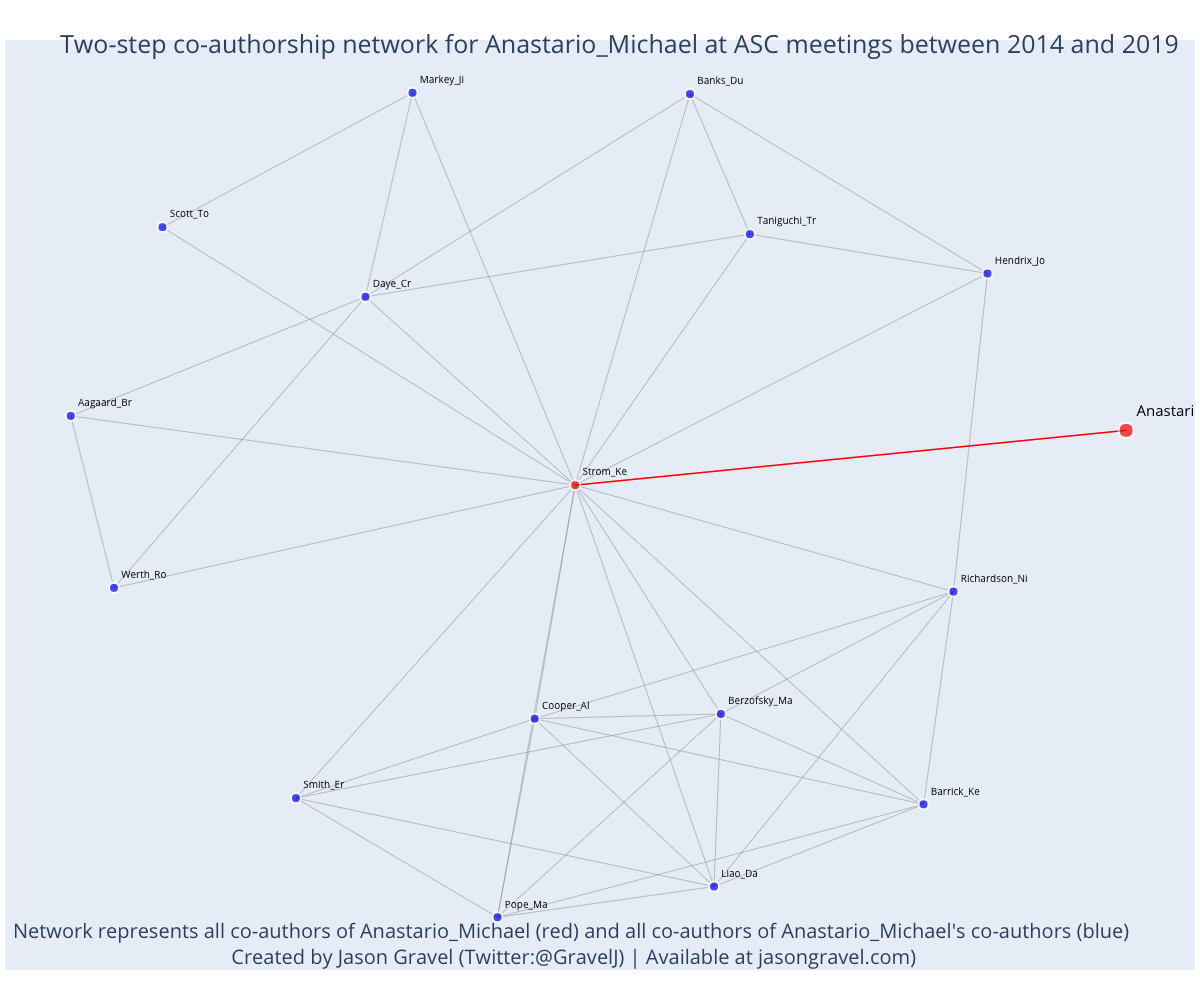 Two-step co-authorship network for Anastario_Michael at ASC meetings between 2014 and 2019
Markey_Ji
Banks_Du
Scott_To
Taniguchi_Tr
Hendrix_Jo
Daye_Cr
Aagaard_Br
Anastari
Strom_Ke
Werth_Ro
Richardson_Ni
Cooper_Al
Berzofsky_Ma
Smith_Er
Barrick_Ke
Liao_Da
Pope_Ma
Network represents all co-authors of Anastario_Michael (red) and all co-authors of Anastario_Michael's co-authors (blue)
Created by Jason Gravel (Twitter:@GravelJ) | Available at jasongravel.com)